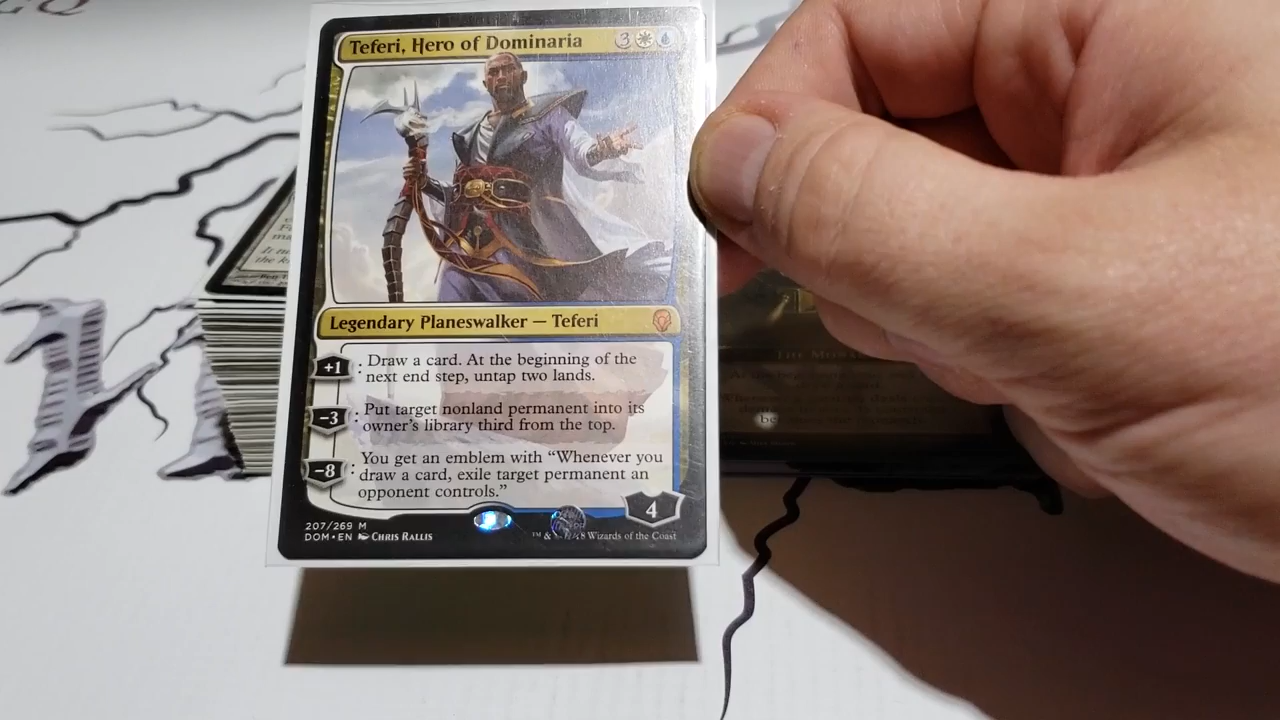 Teferi, Hero of Dominaria 3
Legendary Planeswalker — Teferi
+1 : Draw a card. At the beginning of the
next end step, untap two lands.
−3 : Put target nonland permanent into its
owner's library third from the top.
−8 : You get an emblem with “Whenever you
draw a card, exile target permanent an
opponent controls.”
4
207/269 M
DOM • EN Chris Rallis
™ & Wizards of the Coast